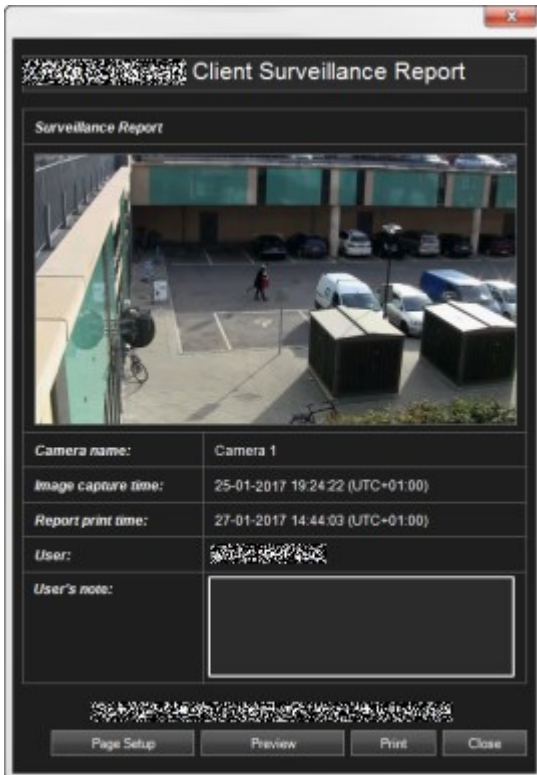 Client Surveillance Report
Surveillance Report
Camera name: Camera 1
Image capture time: 25-01-2017 19:24:22 (UTC+01:00)
Report print time: 27-01-2017 14:44:03 (UTC+01:00)
User:
User's note:
Page Setup Preview Print Close